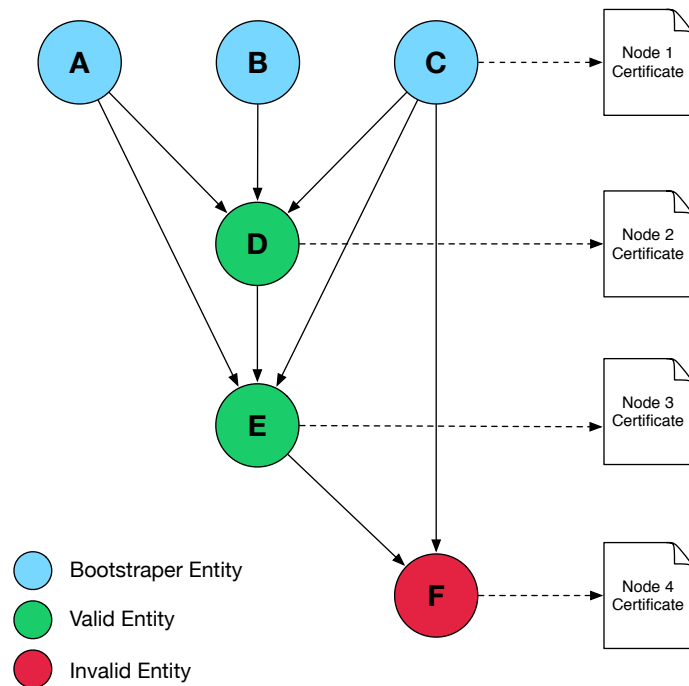 A
B
C
Node 1
Certificate
D
Node 2
Certificate
E
Node 3
Certificate
F
Node 4
Certificate
Bootstraper Entity
Valid Entity
Invalid Entity